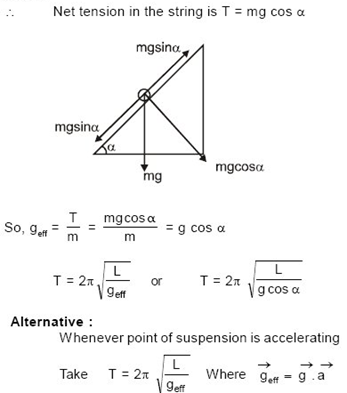 ∴ Net tension in the string is T = mg cos α
mgsinα
mgsinα
α
mg
mgcosα
So, g_eff = T/m = mgcosα/m = g cos α
T = 2π √(L/g_eff) or T = 2π √(L/g cos α)
Alternative :
Whenever point of suspension is accelerating
Take T = 2π √(L/g_eff) Where g⃗_eff = g⃗ . a⃗